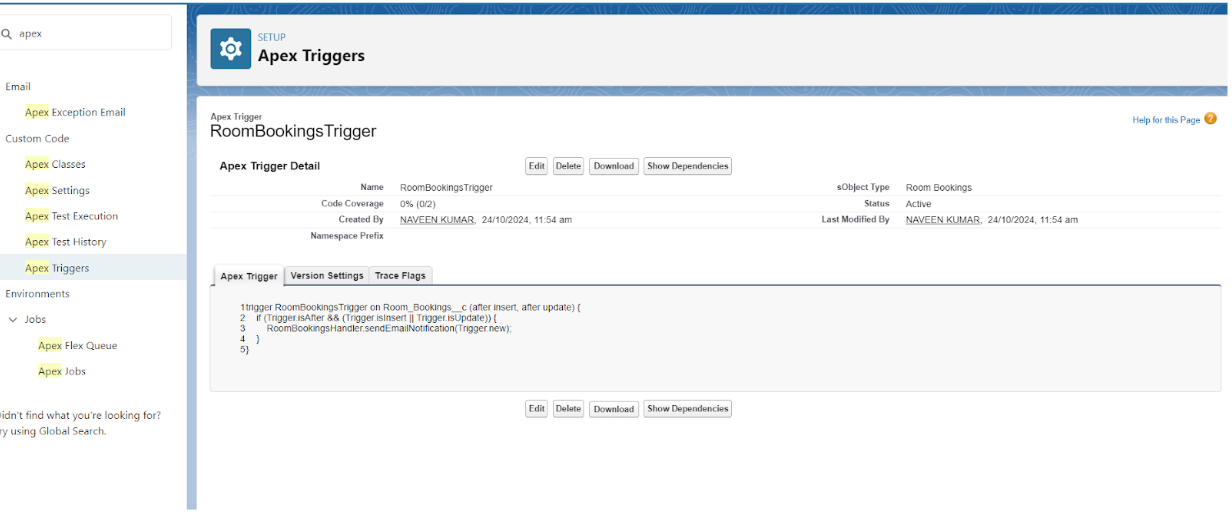 apex
Email
Apex Exception Email
Custom Code
Apex Classes
Apex Settings
Apex Test Execution
Apex Test History
Apex Triggers
Environments
Jobs
Apex Flex Queue
Apex Jobs
idn't find what you're looking for?
ry using Global Search.
SETUP
Apex Triggers
Apex Trigger
RoomBookingsTrigger
Help for this Page ?
Apex Trigger Detail Edit Delete Download Show Dependencies
Name RoomBookingsTrigger sObject Type Room Bookings
Code Coverage 0% (0/2) Status Active
Created By NAVEEN KUMAR, 24/10/2024, 11:54 am Last Modified By NAVEEN KUMAR, 24/10/2024, 11:54 am
Namespace Prefix
Apex Trigger Version Settings Trace Flags
1trigger RoomBookingsTrigger on Room_Bookings__c (after insert, after update) {
2 if (Trigger.isAfter && (Trigger.isInsert || Trigger.isUpdate)) {
3 RoomBookingsHandler.sendEmailNotification(Trigger.new);
4 }
5}
Edit Delete Download Show Dependencies